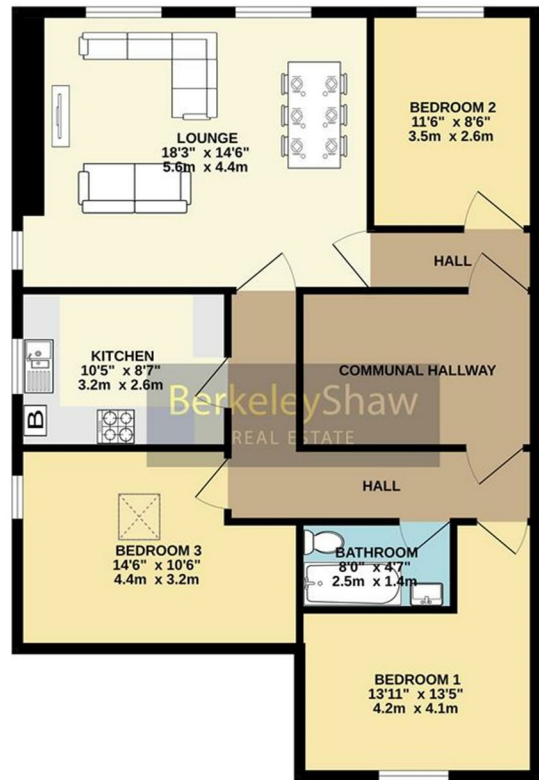 LOUNGE
18'3" x 14'6"
5.6m x 4.4m
BEDROOM 2
11'6" x 8'6"
3.5m x 2.6m
HALL
KITCHEN
10'5" x 8'7"
3.2m x 2.6m
B
COMMUNAL HALLWAY
BerkeleyShaw
REAL ESTATE
HALL
BEDROOM 3
14'6" x 10'6"
4.4m x 3.2m
BATHROOM
8'0" x 4'7"
2.5m x 1.4m
BEDROOM 1
13'11" x 13'5"
4.2m x 4.1m